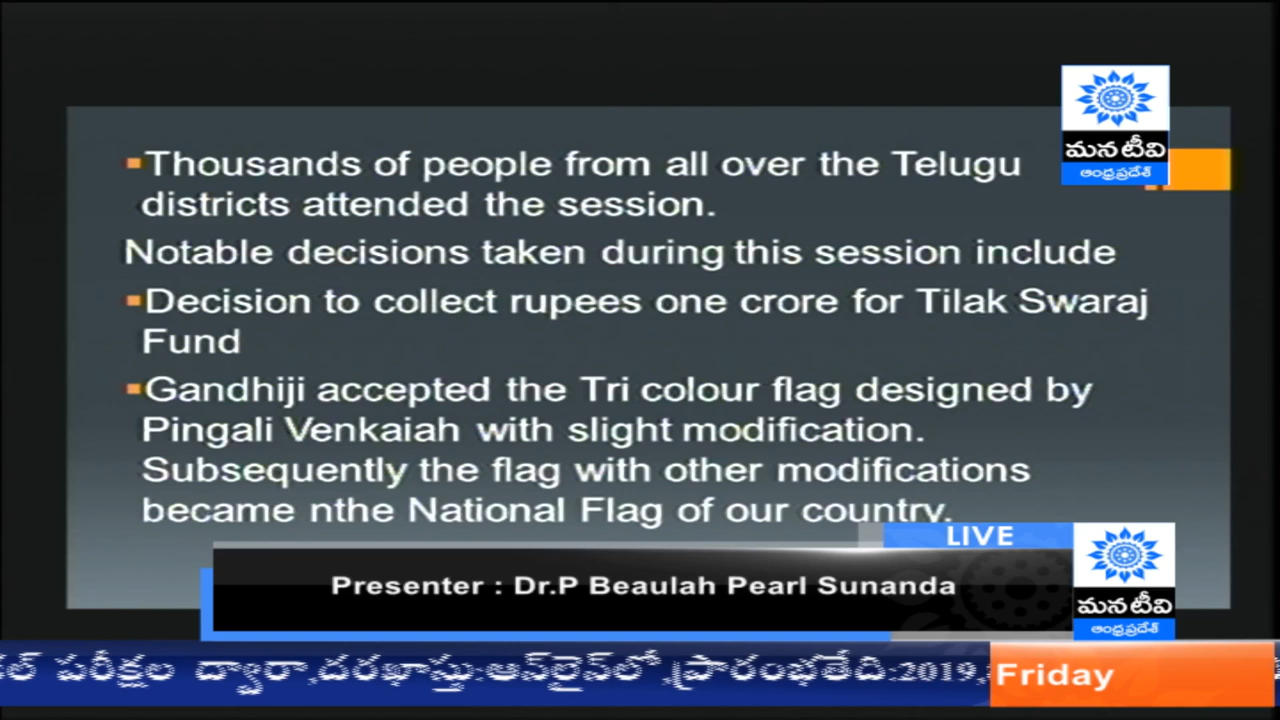 ▪Thousands of people from all over the Telugu
districts attended the session.
Notable decisions taken during this session include
▪Decision to collect rupees one crore for Tilak Swaraj
Fund
▪Gandhiji accepted the Tri colour flag designed by
Pingali Venkaiah with slight modification.
Subsequently the flag with other modifications
became nthe National Flag of our country.
మన టీవి
ఆంధ్రప్రదేశ్
LIVE
Presenter : Dr.P Beaulah Pearl Sunanda
మన టీవి
ఆంధ్రప్రదేశ్
పరీక్షల ద్వారా,దరఖాస్తు:ఆన్‌లైన్‌లో,ప్రారంభతేది:2019,
Friday